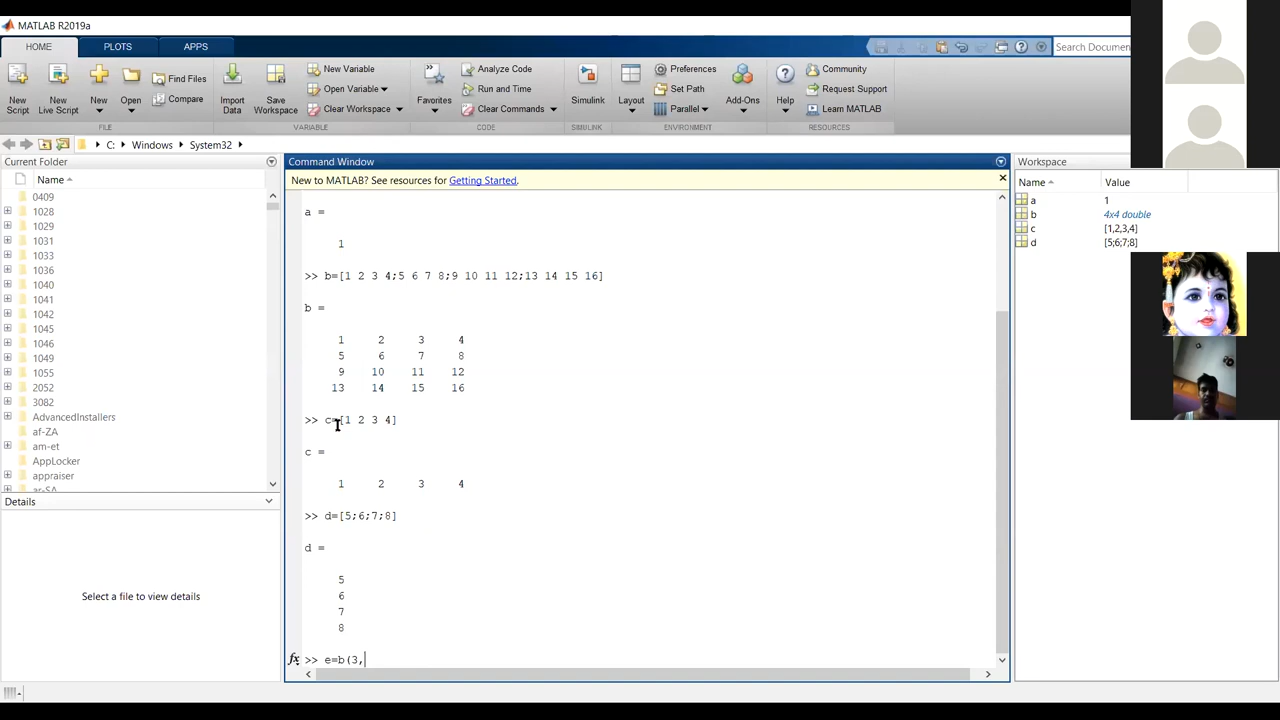 MATLAB R2019a
HOME PLOTS APPS
Search Documen
New Script
New Live Script
New
Open
Find Files
Compare
Import Data
Save Workspace
New Variable
Open Variable
Clear Workspace
Favorites
Analyze Code
Run and Time
Clear Commands
Simulink
Layout
Preferences
Set Path
Parallel
Add-Ons
Help
Community
Request Support
Learn MATLAB
FILE VARIABLE CODE SIMULINK ENVIRONMENT RESOURCES
C: Windows System32
Current Folder
Name
0409
1028
1029
1031
1033
1036
1040
1041
1042
1045
1046
1049
1055
2052
3082
AdvancedInstallers
af-ZA
am-et
AppLocker
appraiser
ar-SA
Details
Select a file to view details
Command Window
New to MATLAB? See resources for Getting Started.
a =
1
>> b=[1 2 3 4;5 6 7 8;9 10 11 12;13 14 15 16]
b =
1 2 3 4
5 6 7 8
9 10 11 12
13 14 15 16
>> c=[1 2 3 4]
c =
1 2 3 4
>> d=[5;6;7;8]
d =
5
6
7
8
fx >> e=b(3,
Workspace
Name Value
a 1
b 4x4 double
c [1,2,3,4]
d [5;6;7;8]